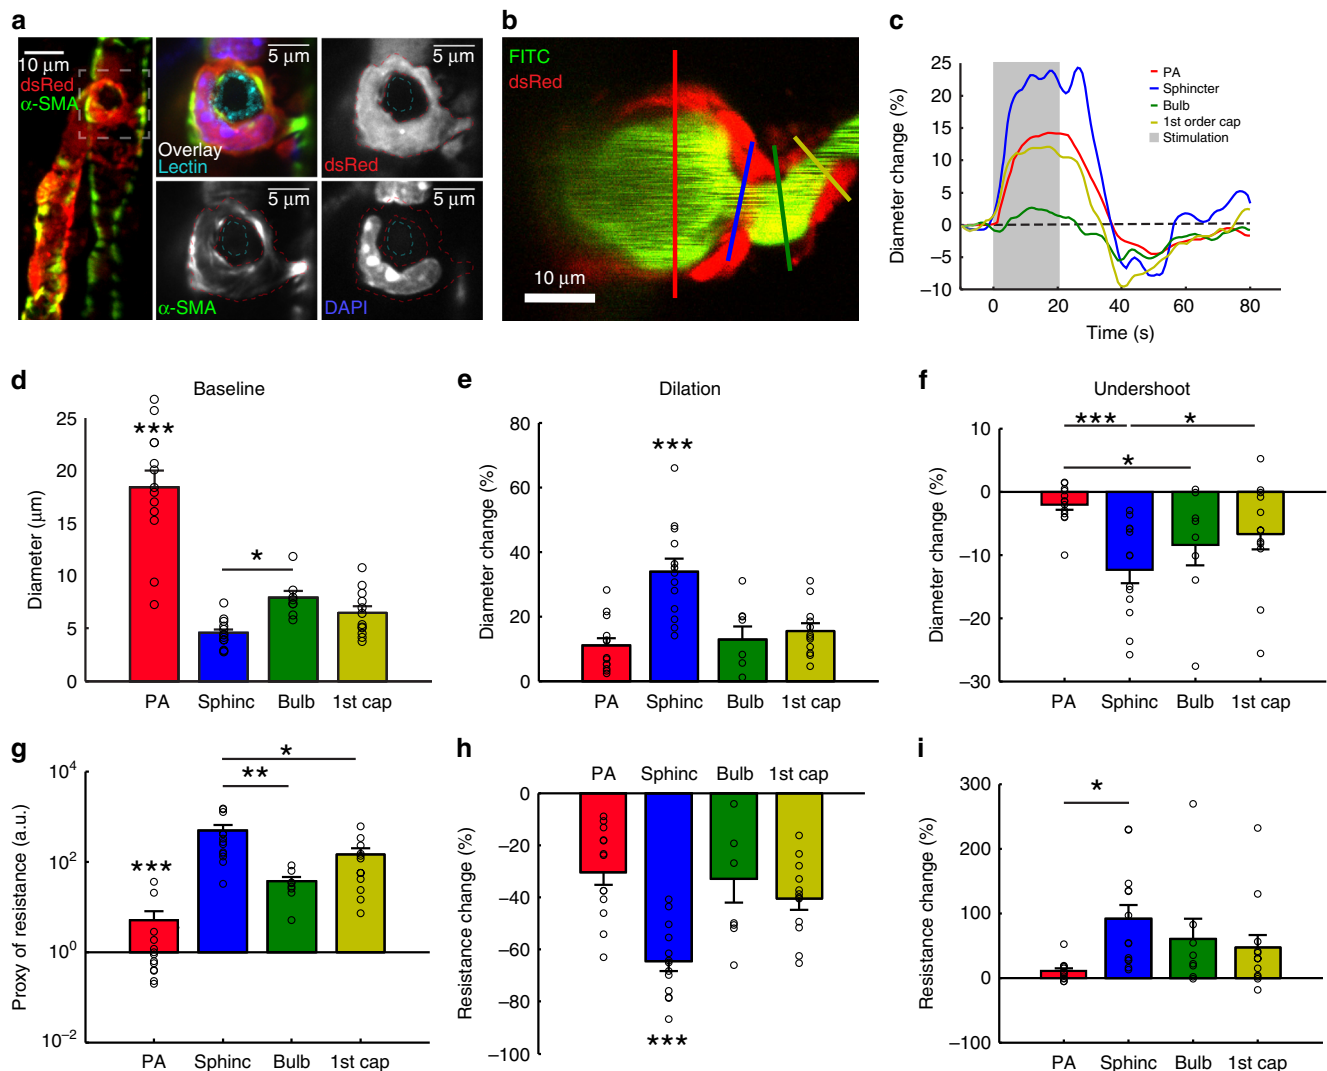 a
10 µm
dsRed
α-SMA
5 µm
Overlay
Lectin
5 µm
dsRed
5 µm
α-SMA
5 µm
DAPI
b
FITC
dsRed
10 µm
c
Diameter change (%)
25
20
15
10
5
0
–5
–10
0
20
40
60
80
Time (s)
PA
Sphincter
Bulb
1st order cap
Stimulation
d
Baseline
Diameter (µm)
25
20
15
10
5
0
***
*
PA
Sphinc
Bulb
1st cap
e
Dilation
Diameter change (%)
80
60
40
20
0
***
PA
Sphinc
Bulb
1st cap
f
Undershoot
Diameter change (%)
10
0
–10
–20
–30
***
*
*
PA
Sphinc
Bulb
1st cap
g
Proxy of resistance (a.u.)
10⁴
10²
10⁰
10⁻²
***
**
*
PA
Sphinc
Bulb
1st cap
h
PA
Sphinc
Bulb
1st cap
Resistance change (%)
0
–20
–40
–60
–80
–100
***
i
Resistance change (%)
300
200
100
0
–100
*
PA
Sphinc
Bulb
1st cap